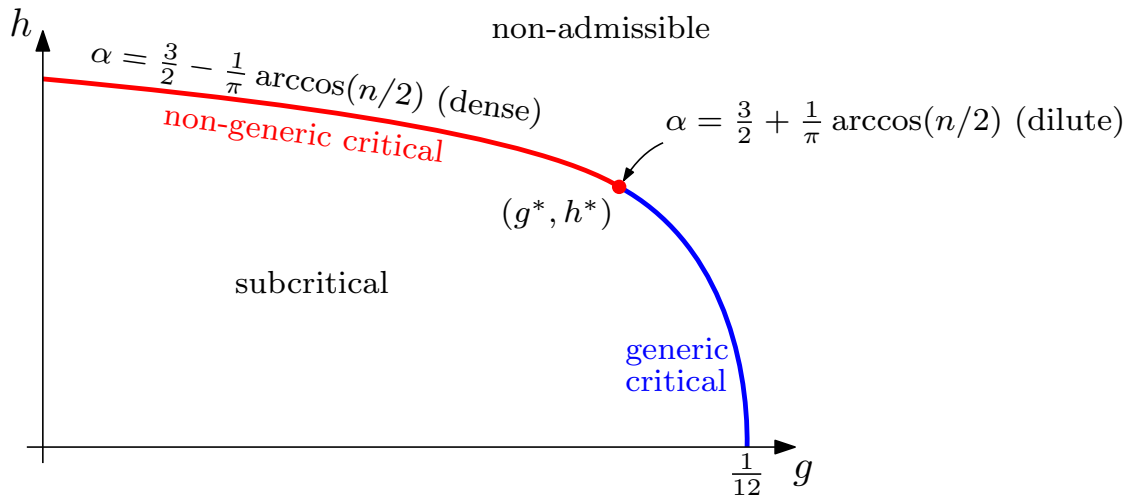 h
non-admissible
α = 3/2 − 1/π arccos(n/2) (dense)
non-generic critical
α = 3/2 + 1/π arccos(n/2) (dilute)
(g*, h*)
subcritical
generic
critical
1/12
g